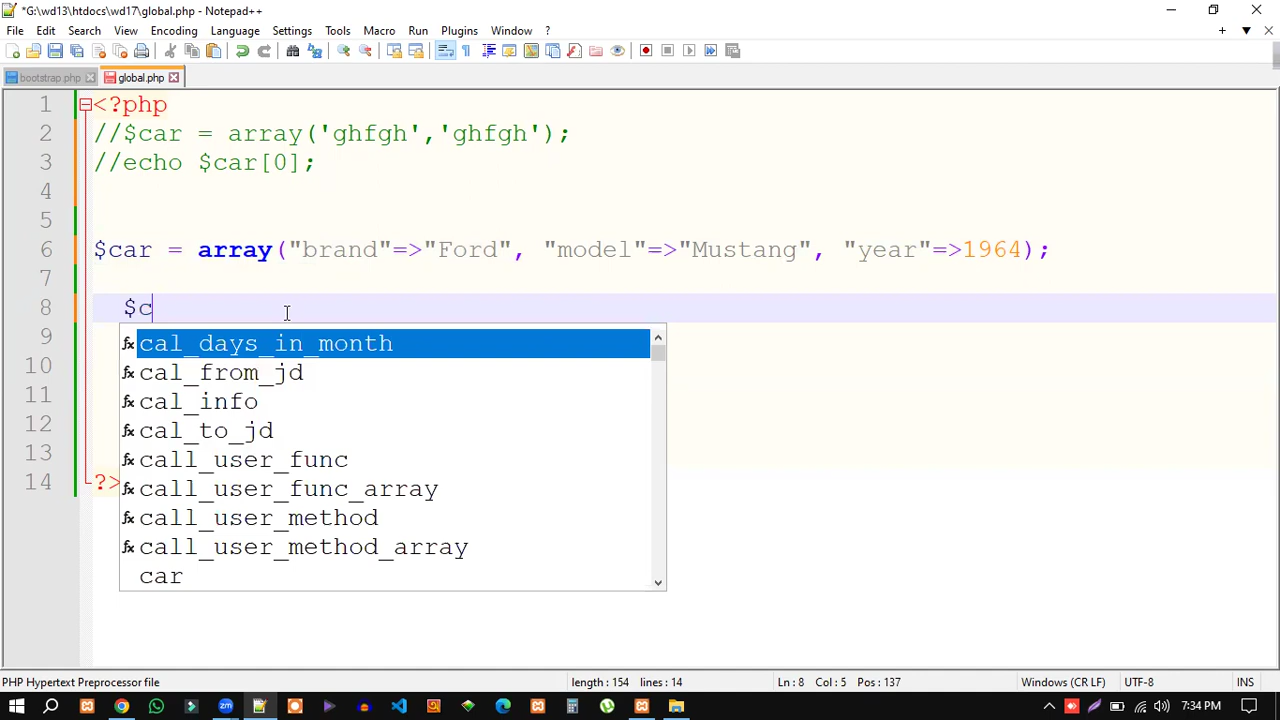 *G:\wd13\htdocs\wd17\global.php - Notepad++
File Edit Search View Encoding Language Settings Tools Macro Run Plugins Window ?
bootstrap.php global.php
1 <?php
2 //$car = array('ghfgh','ghfgh');
3 //echo $car[0];
4
5
6 $car = array("brand"=>"Ford", "model"=>"Mustang", "year"=>1964);
7
8 $c
9
10
11
12
13
14 ?>
cal_days_in_month
cal_from_jd
cal_info
cal_to_jd
call_user_func
call_user_func_array
call_user_method
call_user_method_array
car
PHP Hypertext Preprocessor file length : 154 lines : 14 Ln : 8 Col : 5 Pos : 137 Windows (CR LF) UTF-8 INS
7:34 PM